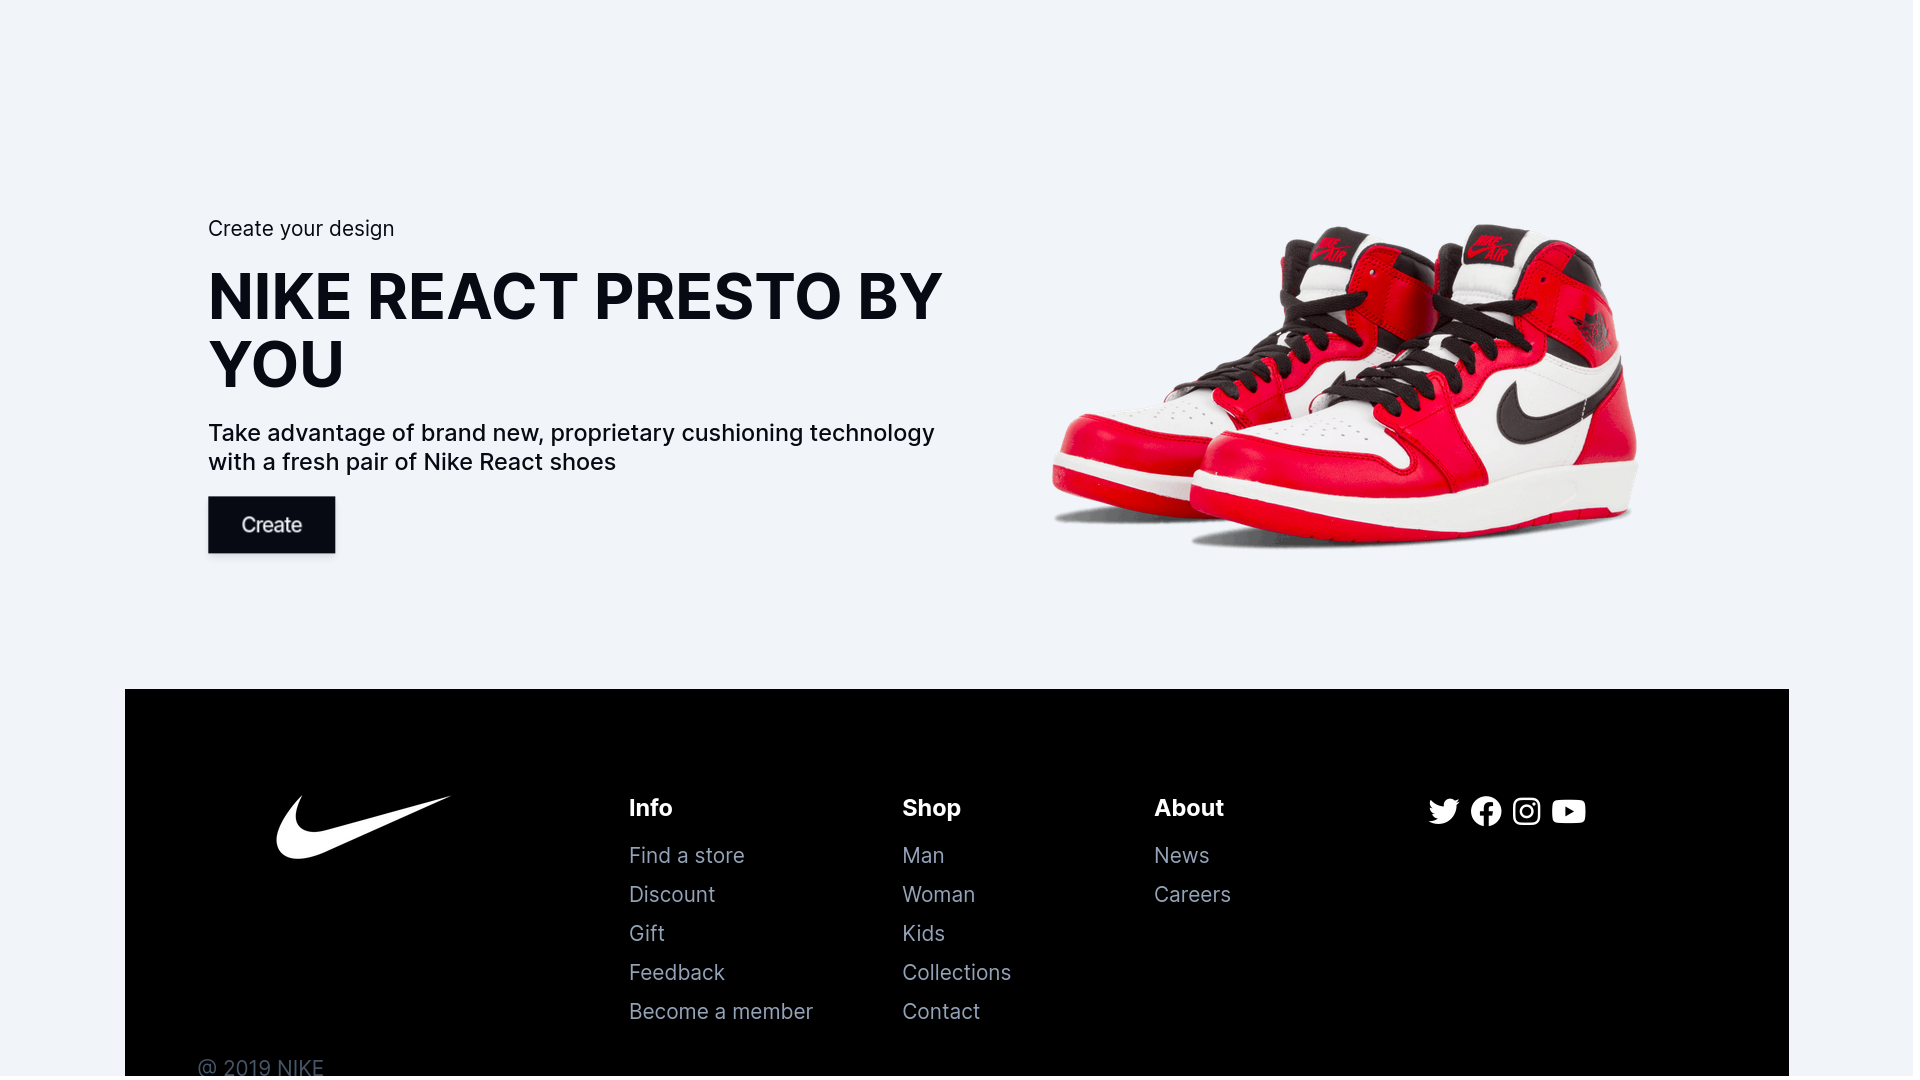 Create your design
NIKE REACT PRESTO BY
YOU
Take advantage of brand new, proprietary cushioning technology
with a fresh pair of Nike React shoes
Create
Info
Find a store
Discount
Gift
Feedback
Become a member
Shop
Man
Woman
Kids
Collections
Contact
About
News
Careers
@ 2019 NIKE